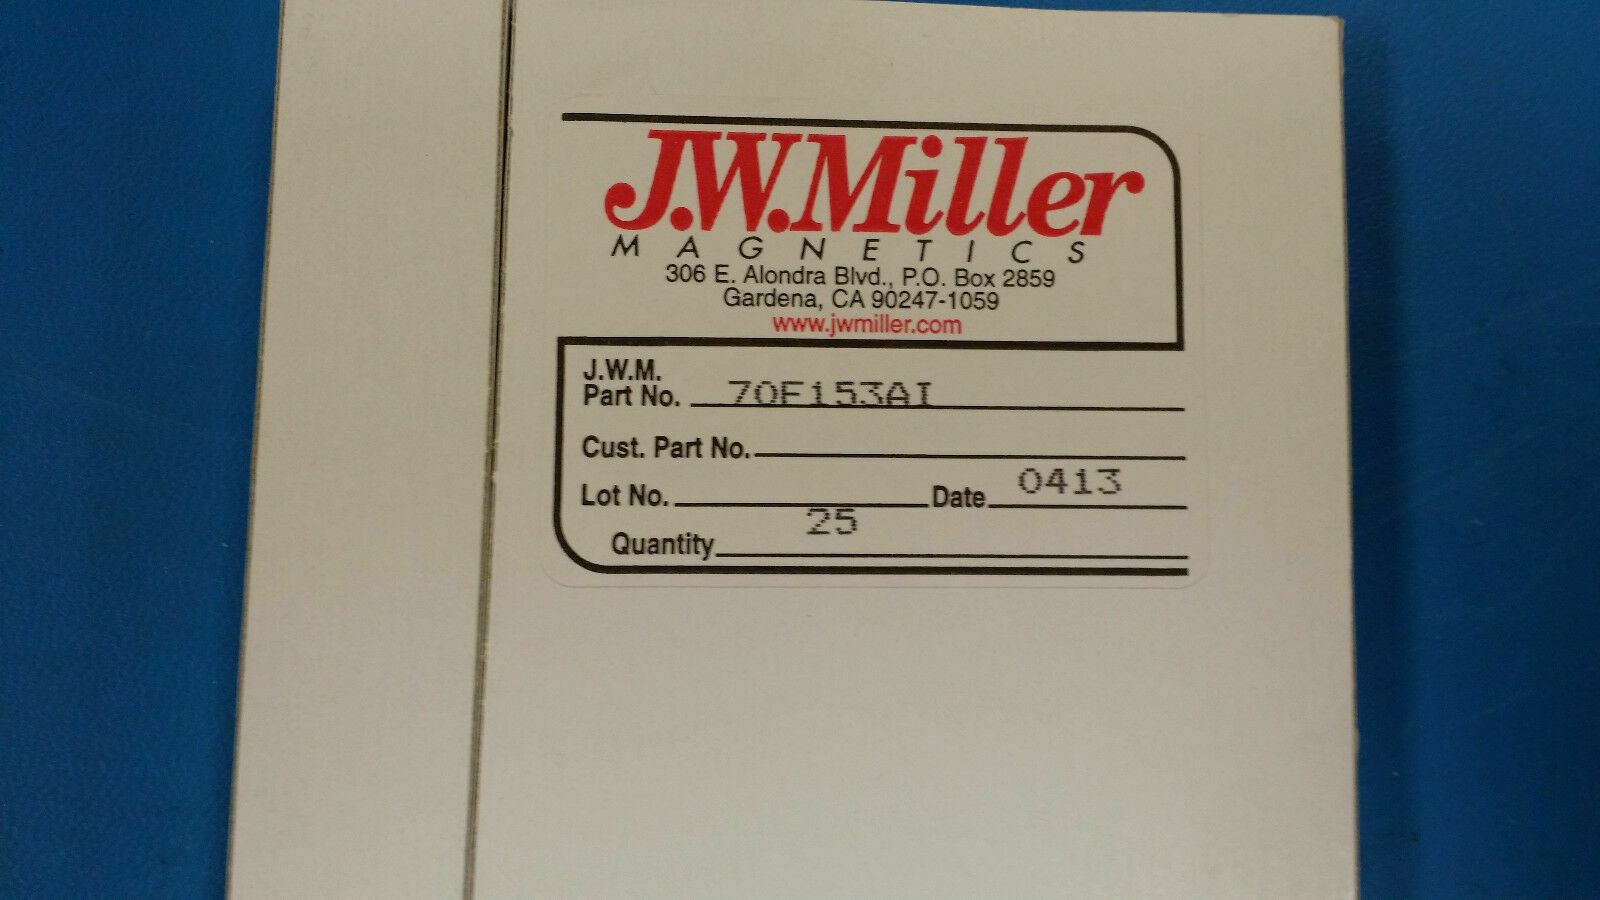 J.W.Miller
MAGNETICS
306 E. Alondra Blvd., P.O. Box 2859
Gardena, CA 90247-1059
www.jwmiller.com
J.W.M.
Part No. 70F153AI
Cust. Part No.
Lot No. Date 0413
Quantity 25